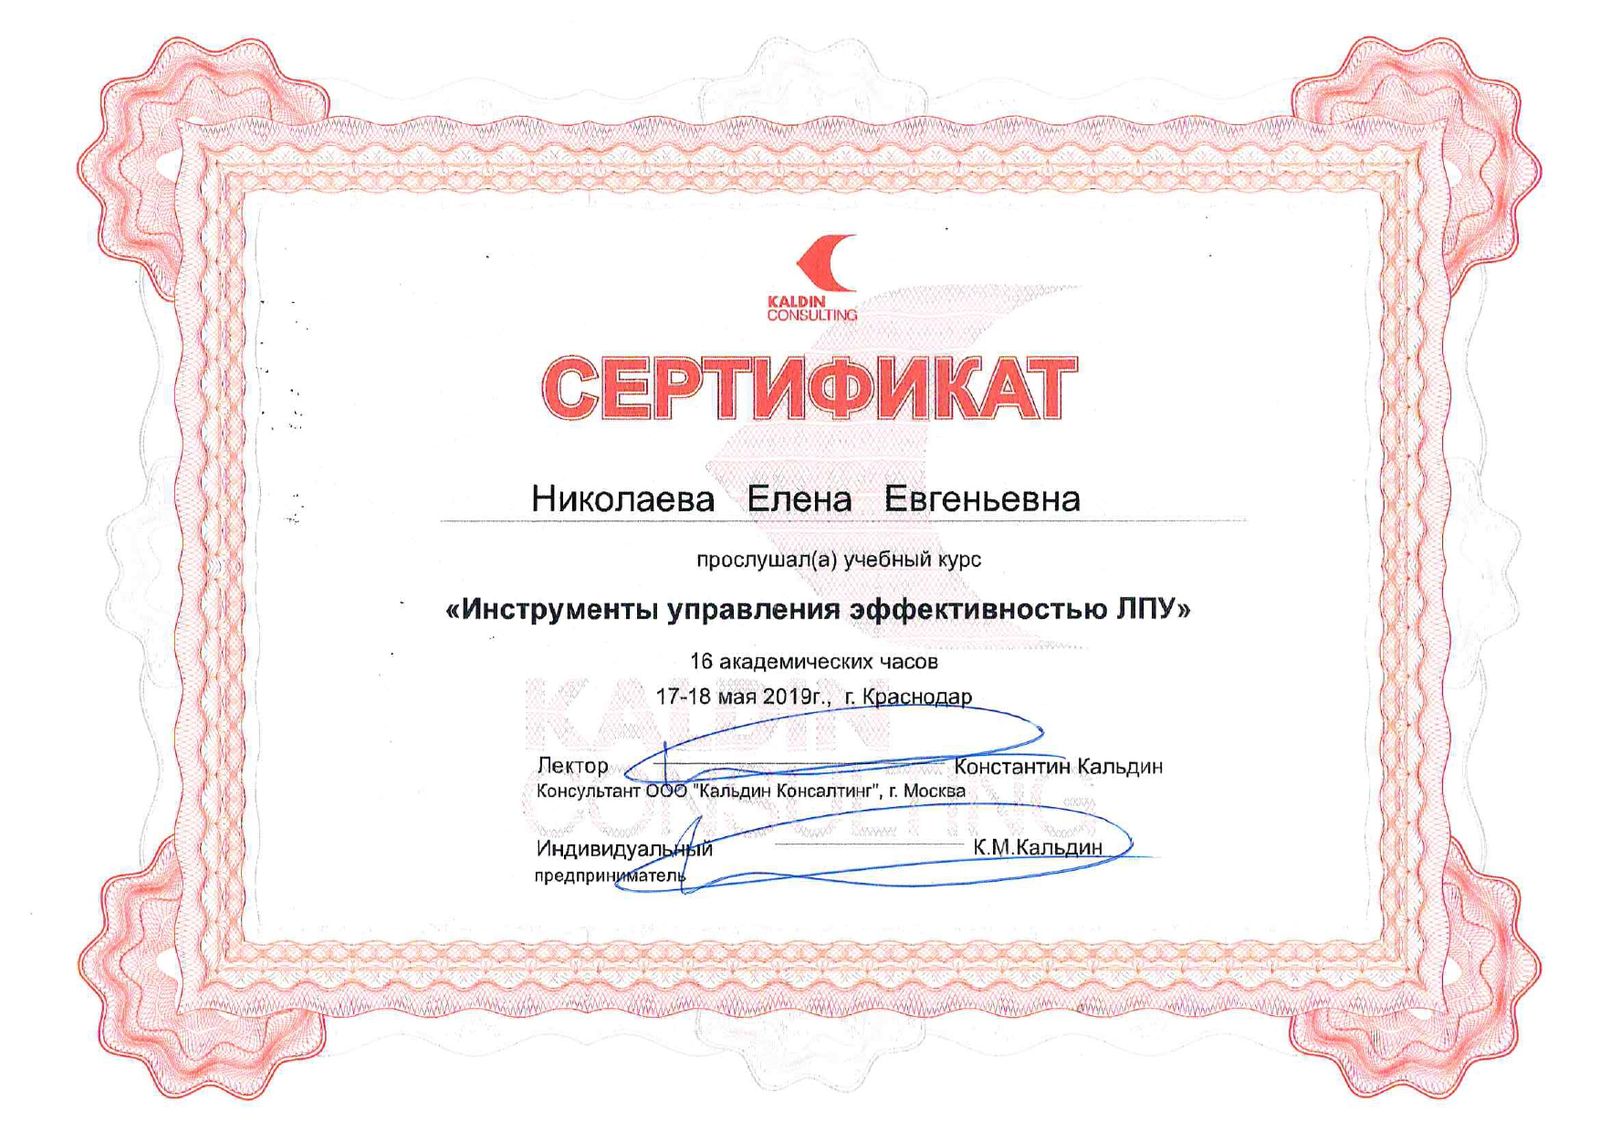 KALDIN
CONSULTING
СЕРТИФИКАТ
Николаева Елена Евгеньевна
прослушал(а) учебный курс
«Инструменты управления эффективностью ЛПУ»
16 академических часов
17-18 мая 2019г., г. Краснодар
KALDIN
CONSULTING
Лектор Константин Кальдин
Консультант ООО "Кальдин Консалтинг", г. Москва
Индивидуальный К.М.Кальдин
предприниматель